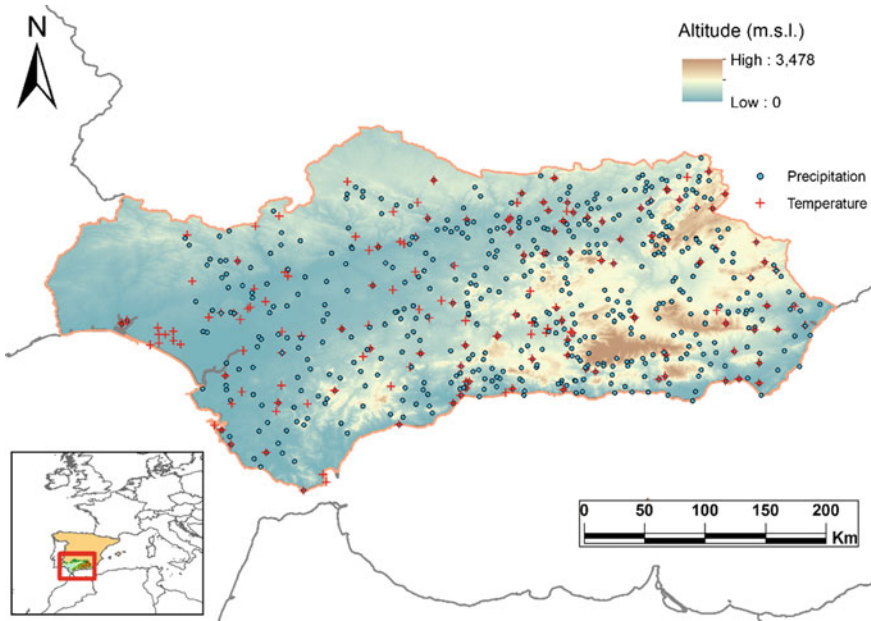 N
Altitude (m.s.l.)
High : 3,478
Low : 0
Precipitation
Temperature
0 50 100 150 200
Km